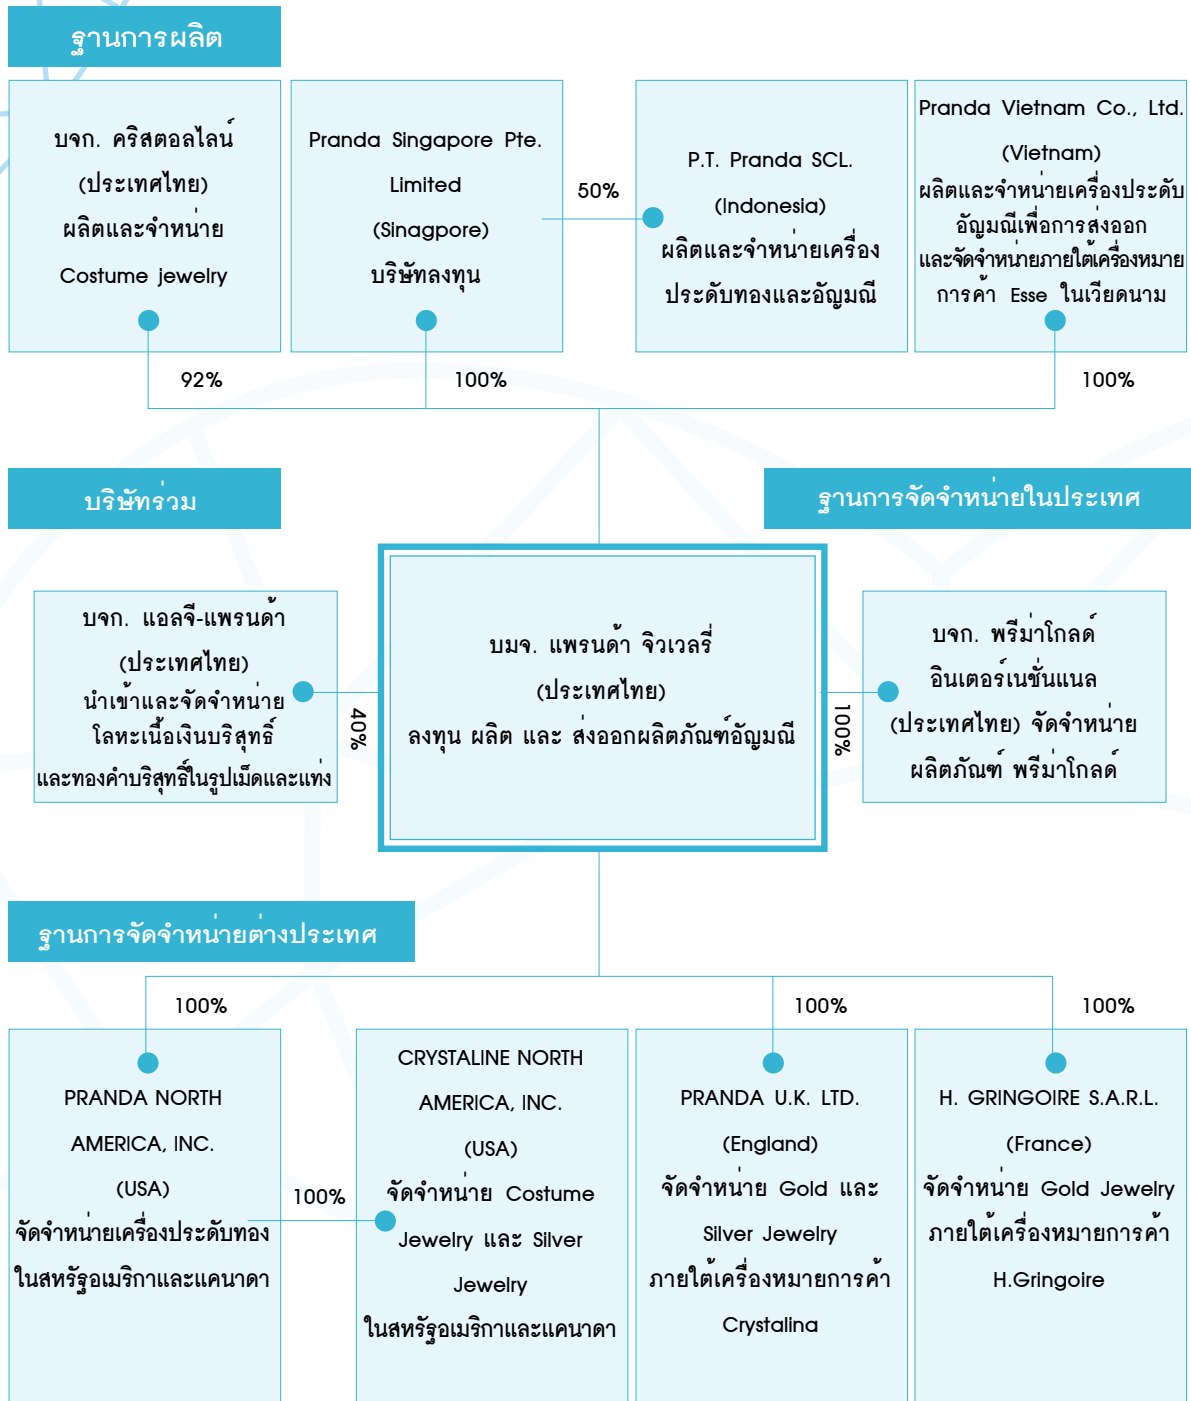 ฐานการผลิต
บจก. คริสตอลไลน์
(ประเทศไทย)
ผลิตและจำหน่าย
Costume jewelry
92%
Pranda Singapore Pte.
Limited
(Sinagpore)
บริษัทลงทุน
100%
50%
P.T. Pranda SCL.
(Indonesia)
ผลิตและจำหน่ายเครื่อง
ประดับทองและอัญมณี
Pranda Vietnam Co., Ltd.
(Vietnam)
ผลิตและจำหน่ายเครื่องประดับ
อัญมณีเพื่อการส่งออก
และจัดจำหน่ายภายใต้เครื่องหมาย
การค้า Esse ในเวียดนาม
100%
บริษัทร่วม
ฐานการจัดจำหน่ายในประเทศ
บจก. แอลจี-แพรนด้า
(ประเทศไทย)
นำเข้าและจัดจำหน่าย
โลหะเนื้อเงินบริสุทธิ์
และทองคำบริสุทธิ์ในรูปเม็ดและแท่ง
40%
บมจ. แพรนด้า จิวเวลรี่
(ประเทศไทย)
ลงทุน ผลิต และ ส่งออกผลิตภัณฑ์อัญมณี
100%
บจก. พรีม่าโกลด์
อินเตอร์เนชั่นแนล
(ประเทศไทย) จัดจำหน่าย
ผลิตภัณฑ์ พรีม่าโกลด์
ฐานการจัดจำหน่ายต่างประเทศ
100%
PRANDA NORTH
AMERICA, INC.
(USA)
จัดจำหน่ายเครื่องประดับทอง
ในสหรัฐอเมริกาและแคนาดา
100%
CRYSTALINE NORTH
AMERICA, INC.
(USA)
จัดจำหน่าย Costume
Jewelry และ Silver
Jewelry
ในสหรัฐอเมริกาและแคนาดา
100%
PRANDA U.K. LTD.
(England)
จัดจำหน่าย Gold และ
Silver Jewelry
ภายใต้เครื่องหมายการค้า
Crystalina
100%
H. GRINGOIRE S.A.R.L.
(France)
จัดจำหน่าย Gold Jewelry
ภายใต้เครื่องหมายการค้า
H.Gringoire